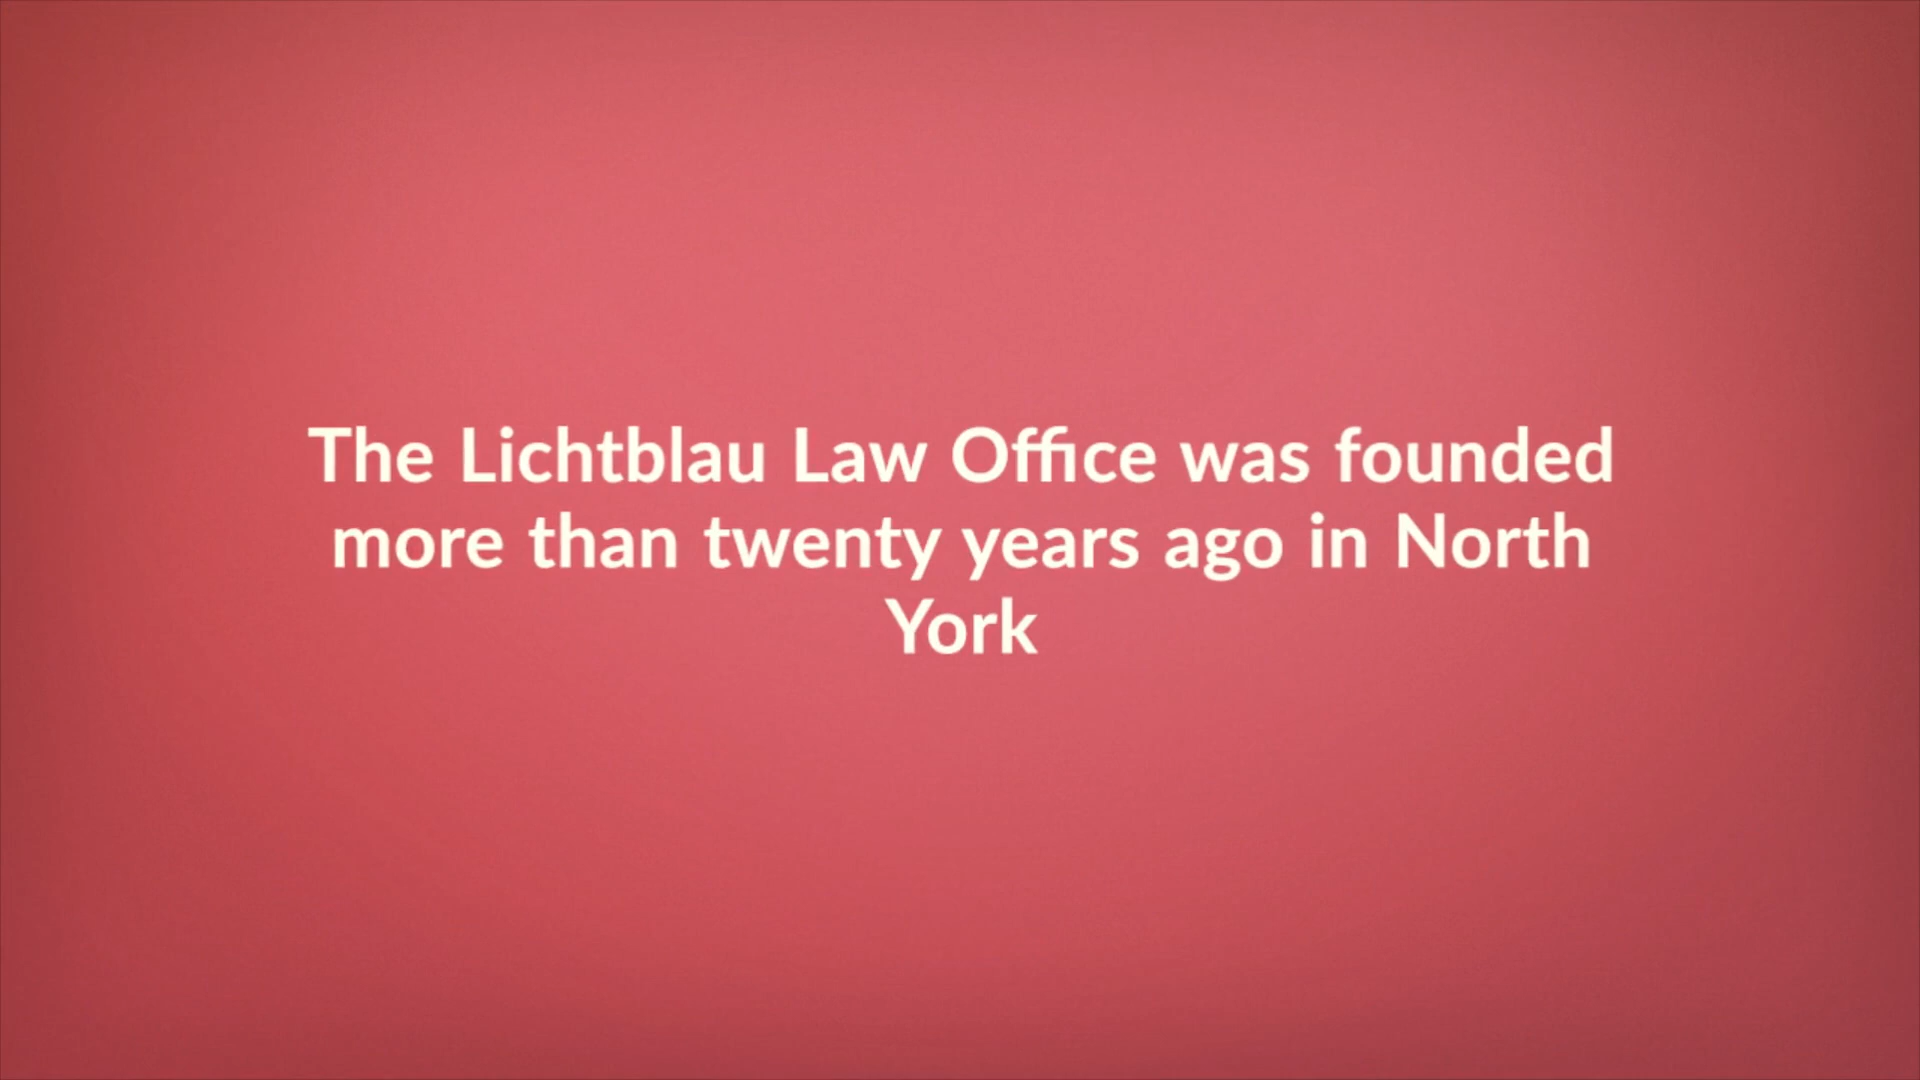 The Lichtblau Law Office was founded
more than twenty years ago in North
York